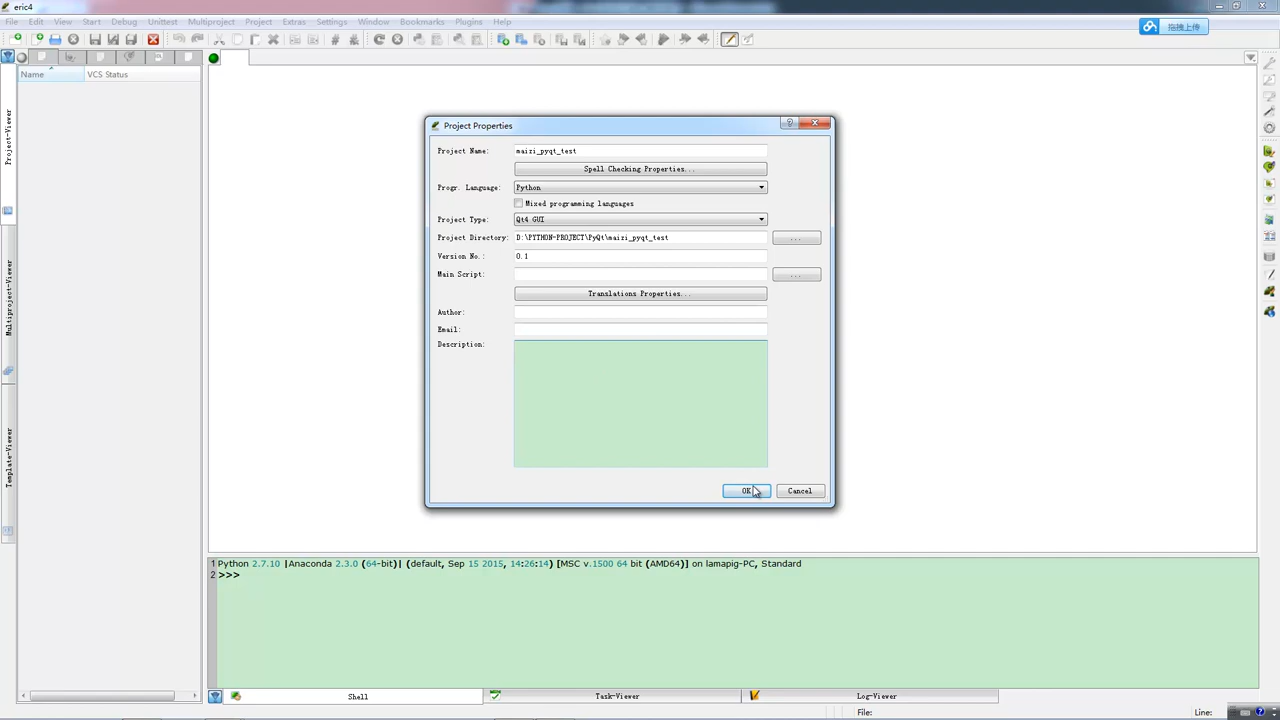 eric4
File Edit View Start Debug Unittest Multiproject Project Extras Settings Window Bookmarks Plugins Help
拖拽上传
Name VCS Status
Project-Viewer
Multiproject-Viewer
Template-Viewer
Project Properties
Project Name: maizi_pyqt_test
Spell Checking Properties...
Progr. Language: Python
Mixed programming languages
Project Type: Qt4 GUI
Project Directory: D:\PYTHON-PROJECT\PyQt\maizi_pyqt_test ...
Version No.: 0.1
Main Script: ...
Translations Properties...
Author:
Email:
Description:
OK Cancel
1 Python 2.7.10 |Anaconda 2.3.0 (64-bit)| (default, Sep 15 2015, 14:26:14) [MSC v.1500 64 bit (AMD64)] on lamapig-PC, Standard
2 >>>
Shell Task-Viewer Log-Viewer
File: Line: